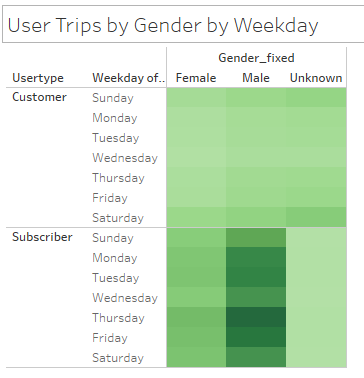 User Trips by Gender by Weekday
Gender_fixed
Usertype Weekday of.. Female Male Unknown
Customer Sunday
Monday
Tuesday
Wednesday
Thursday
Friday
Saturday
Subscriber Sunday
Monday
Tuesday
Wednesday
Thursday
Friday
Saturday